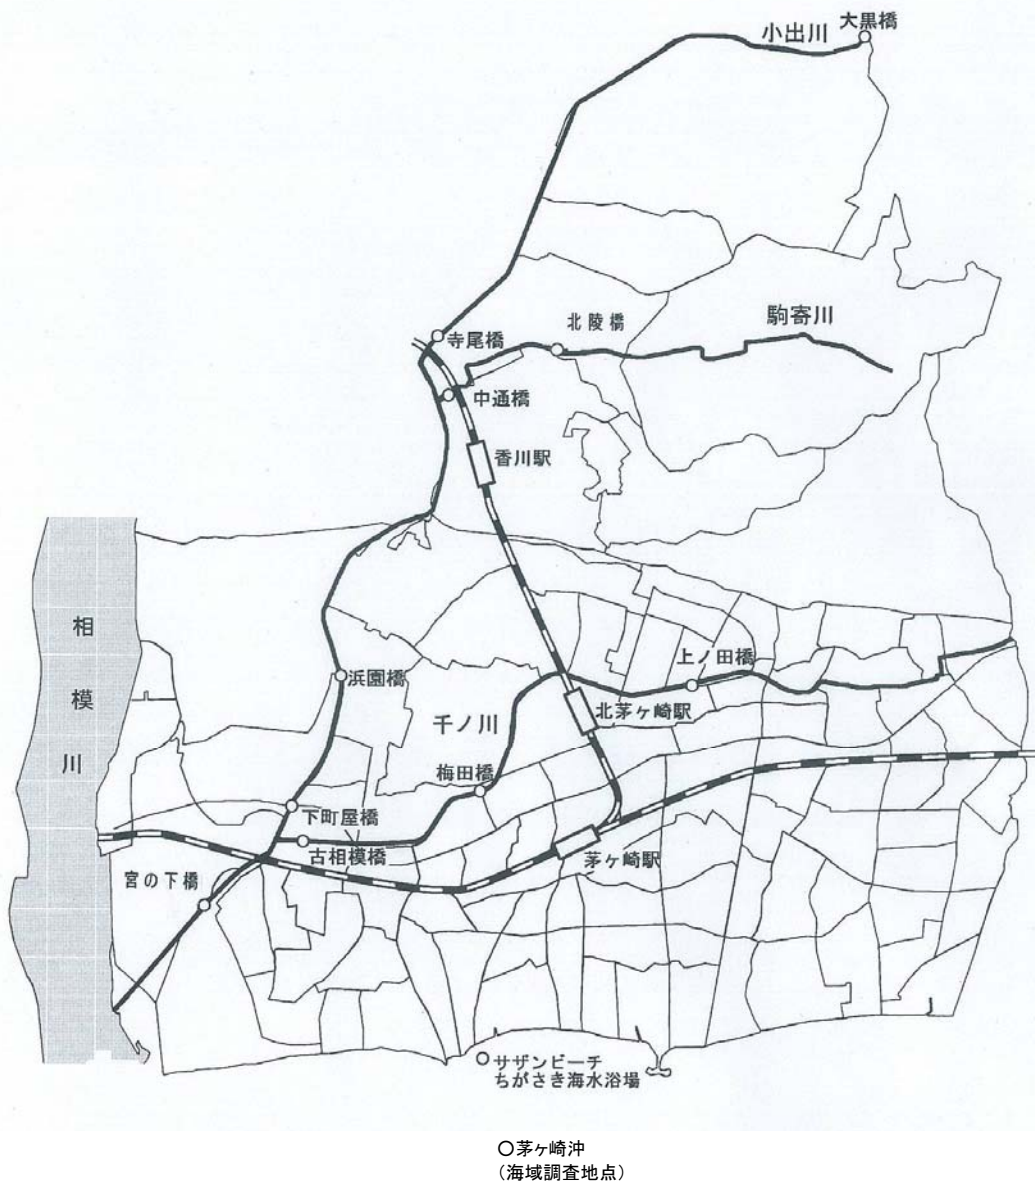 大黒橋
小出川
寺尾橋
北陵橋
駒寄川
中通橋
香川駅
相模川
浜園橋
上ノ田橋
北茅ヶ崎駅
千ノ川
梅田橋
下町屋橋
古相模橋
茅ヶ崎駅
宮の下橋
サザンビーチ
ちがさき海水浴場
茅ヶ崎沖
(海域調査地点)